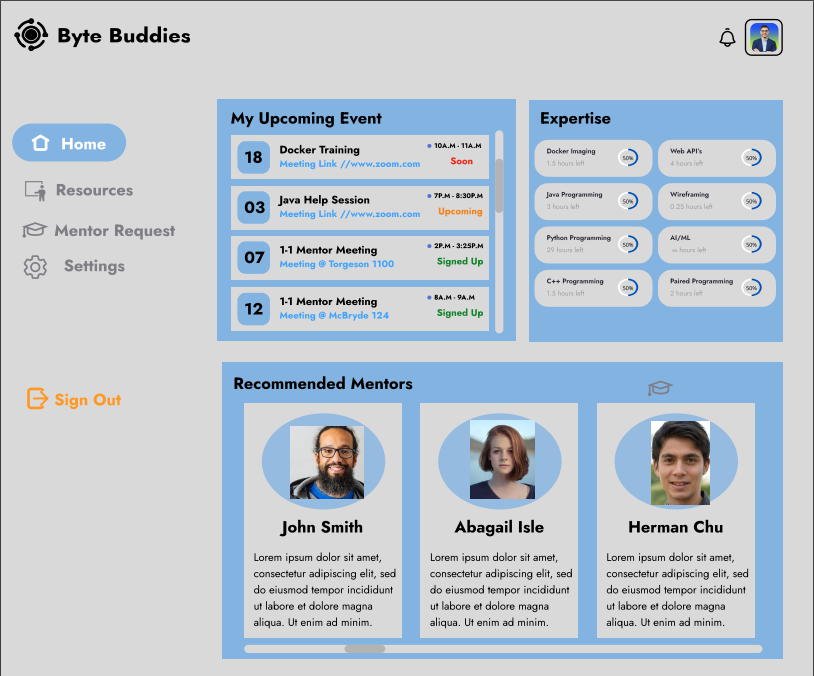 Byte Buddies
Home
Resources
Mentor Request
Settings
Sign Out
My Upcoming Event
18
Docker Training
Meeting Link //www.zoom.com
10A.M - 11A.M
Soon
03
Java Help Session
Meeting Link //www.zoom.com
7P.M - 8:30P.M
Upcoming
07
1-1 Mentor Meeting
Meeting @ Torgeson 1100
2P.M - 3:25P.M
Signed Up
12
1-1 Mentor Meeting
Meeting @ McBryde 124
8A.M - 9A.M
Signed Up
Expertise
Docker Imaging
1.5 hours left
50%
Web API's
4 hours left
50%
Java Programming
3 hours left
50%
Wireframing
0.25 hours left
50%
Python Programming
29 hours left
50%
AI/ML
∞ hours left
50%
C++ Programming
1.5 hours left
50%
Paired Programming
2 hours left
50%
Recommended Mentors
John Smith
Lorem ipsum dolor sit amet,
consectetur adipiscing elit, sed
do eiusmod tempor incididunt
ut labore et dolore magna
aliqua. Ut enim ad minim.
Abagail Isle
Lorem ipsum dolor sit amet,
consectetur adipiscing elit, sed
do eiusmod tempor incididunt
ut labore et dolore magna
aliqua. Ut enim ad minim.
Herman Chu
Lorem ipsum dolor sit amet,
consectetur adipiscing elit, sed
do eiusmod tempor incididunt
ut labore et dolore magna
aliqua. Ut enim ad minim.